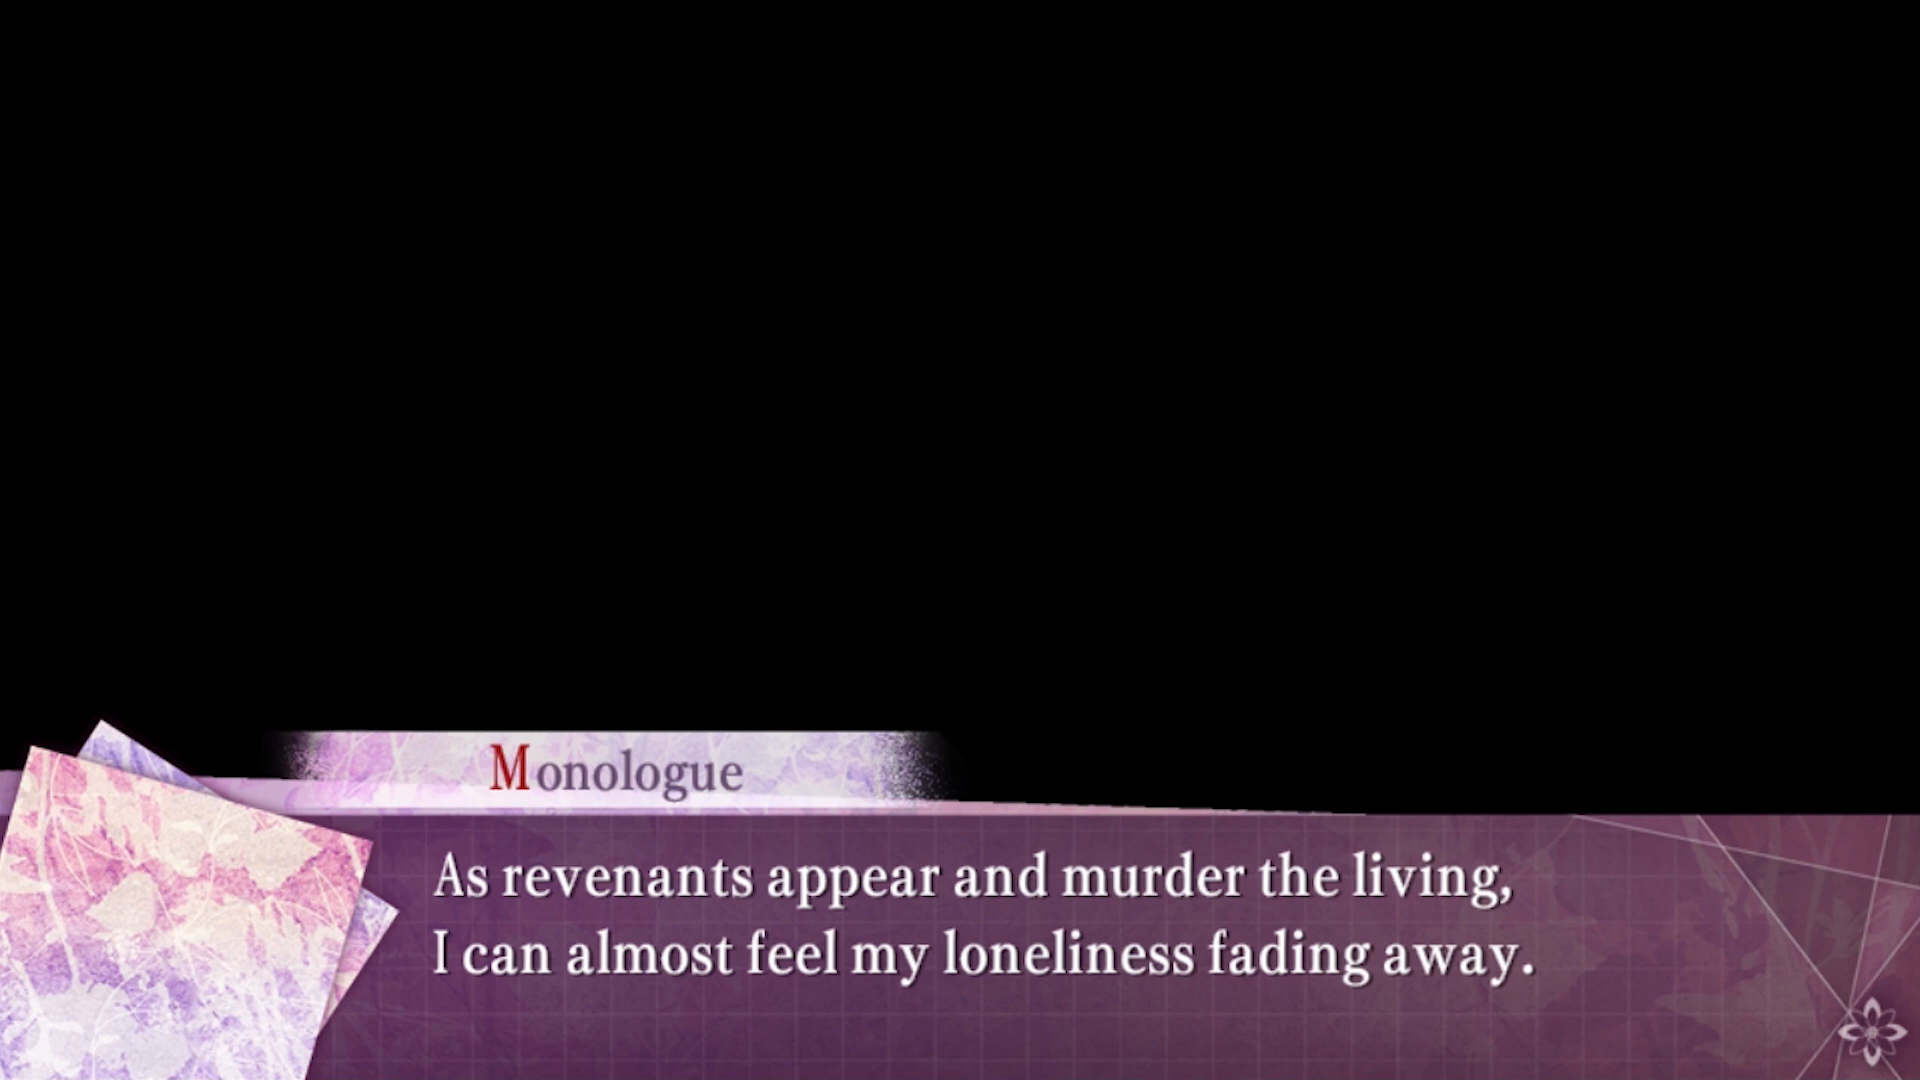 Monologue
As revenants appear and murder the living,
I can almost feel my loneliness fading away.